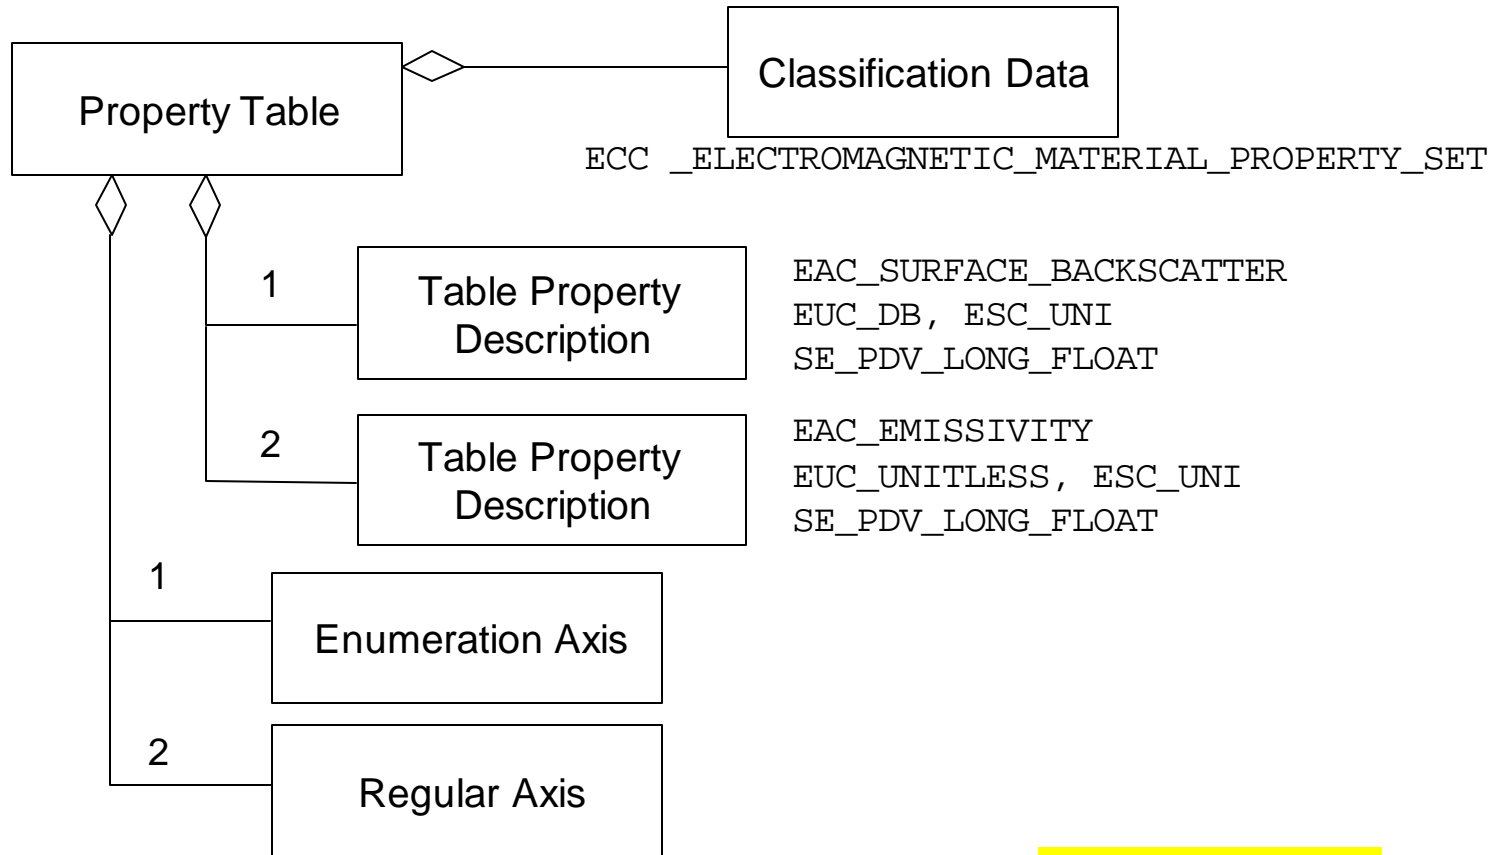 Property Table
Classification Data
ECC _ELECTROMAGNETIC_MATERIAL_PROPERTY_SET
1
Table Property
Description
EAC_SURFACE_BACKSCATTER
EUC_DB, ESC_UNI
SE_PDV_LONG_FLOAT
2
Table Property
Description
EAC_EMISSIVITY
EUC_UNITLESS, ESC_UNI
SE_PDV_LONG_FLOAT
1
Enumeration Axis
2
Regular Axis